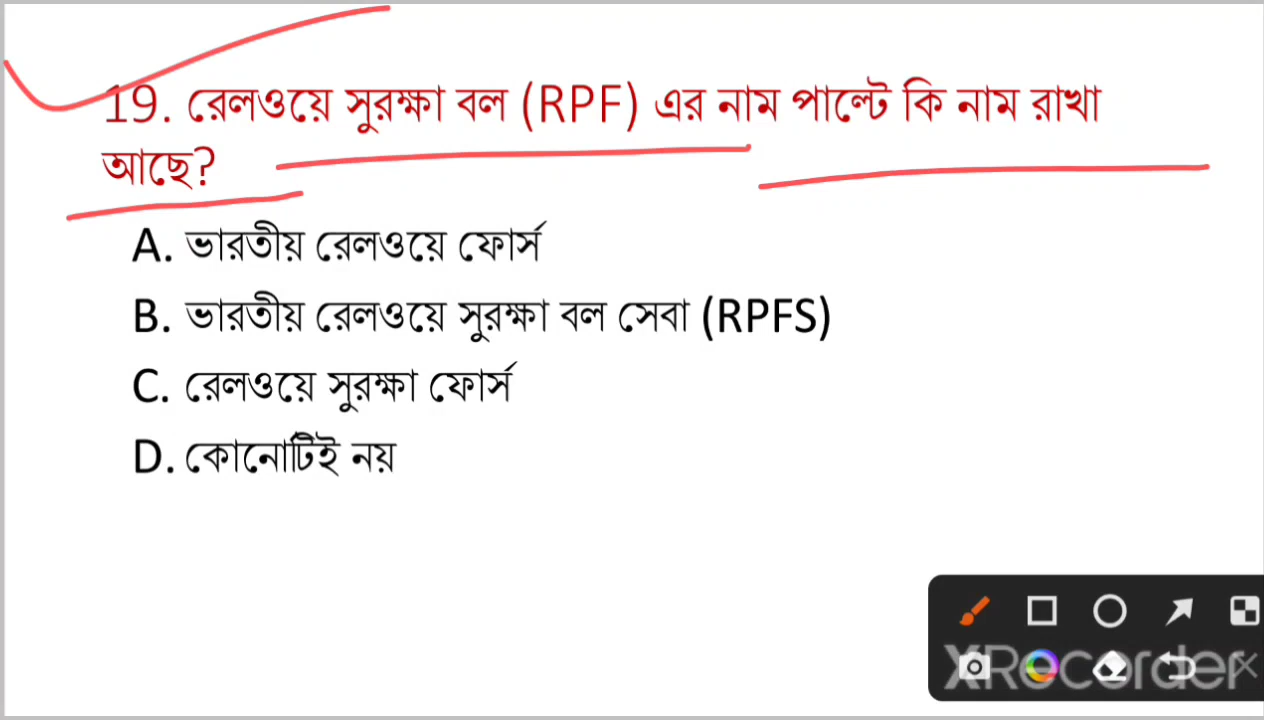 19. রেলওয়ে সুরক্ষা বল (RPF) এর নাম পাল্টে কি নাম রাখা
আছে?
A. ভারতীয় রেলওয়ে ফোর্স
B. ভারতীয় রেলওয়ে সুরক্ষা বল সেবা (RPFS)
C. রেলওয়ে সুরক্ষা ফোর্স
D. কোনোটিই নয়
XRecorder